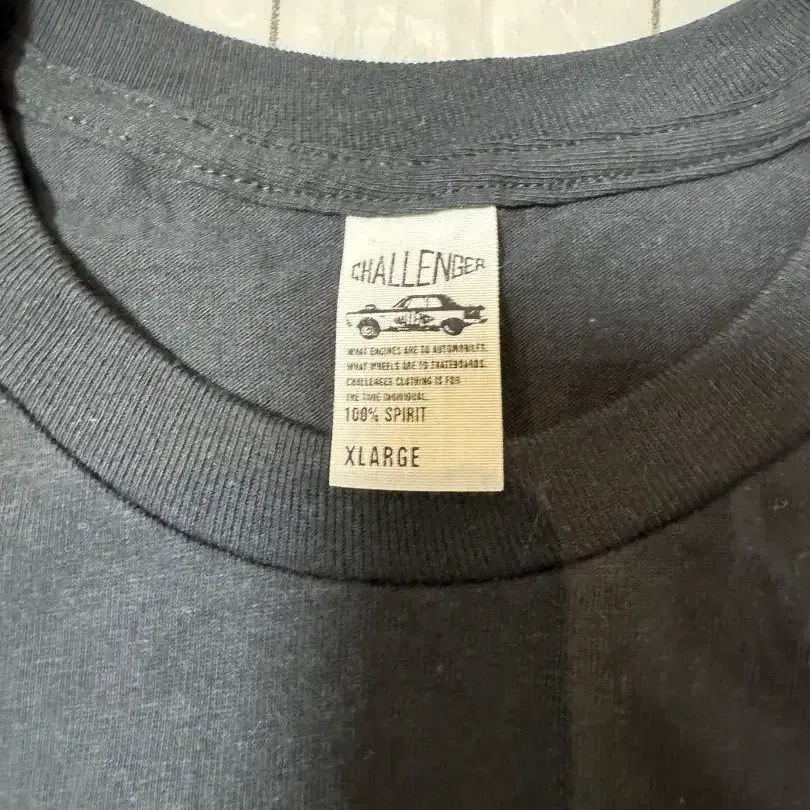 CHALLENGER
WHAT ENGINES ARE TO AUTOMOBILES.
WHAT WHEELS ARE TO SKATEBOARDS.
CHALLENGER CLOTHING IS FOR
THE TRUE INDIVIDUAL.
100% SPIRIT
XLARGE